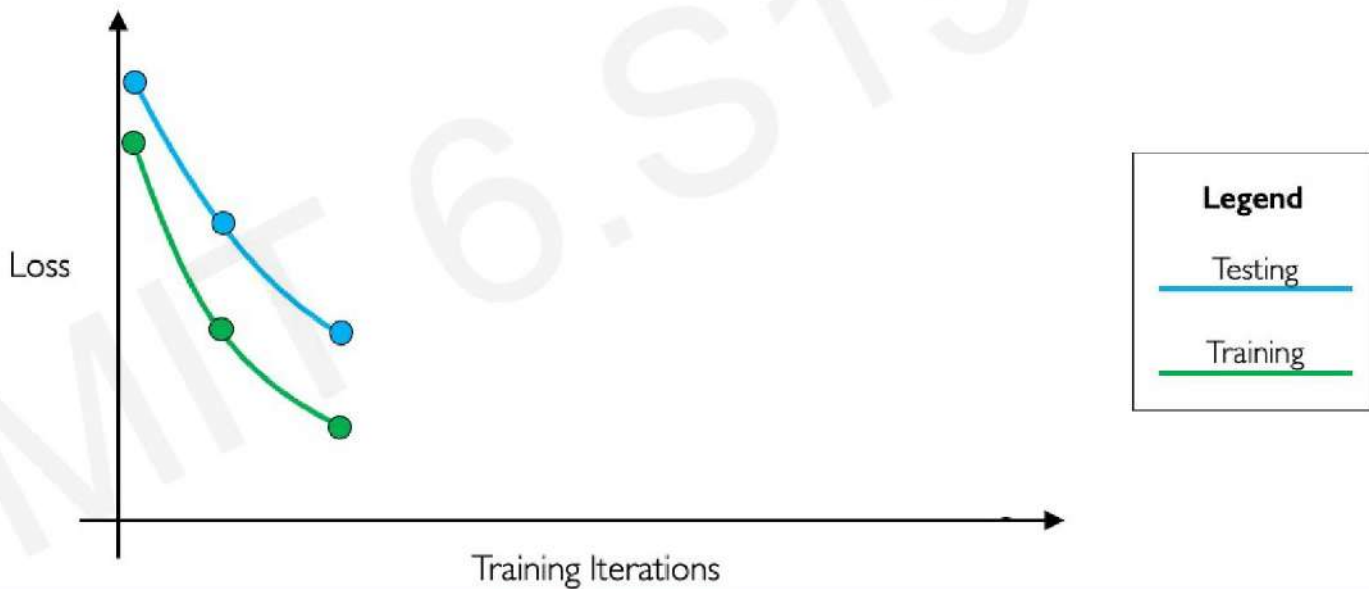 MIT 6.S19
Loss
Legend
Testing
Training
Training Iterations